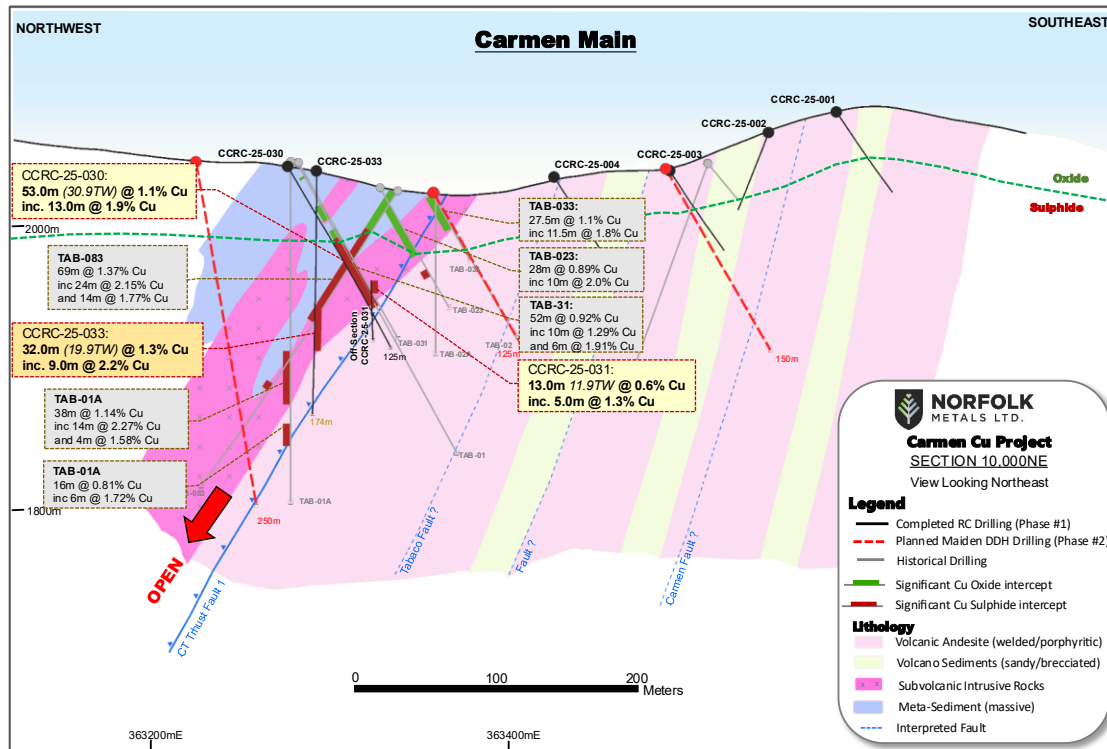 NORTHWEST
SOUTHEAST
Carmen Main
CCRC-25-001
CCRC-25-002
CCRC-25-003
CCRC-25-004
CCRC-25-030
CCRC-25-033
CCRC-25-030:
53.0m (30.9TW) @ 1.1% Cu
inc. 13.0m @ 1.9% Cu
Oxide
Sulphide
2000m
TAB-083
69m @ 1.37% Cu
inc 24m @ 2.15% Cu
and 14m @ 1.77% Cu
CCRC-25-033:
32.0m (19.9TW) @ 1.3% Cu
inc. 9.0m @ 2.2% Cu
TAB-01A
38m @ 1.14% Cu
inc 14m @ 2.27% Cu
and 4m @ 1.58% Cu
TAB-01A
16m @ 0.81% Cu
inc 6m @ 1.72% Cu
TAB-033:
27.5m @ 1.1% Cu
inc 11.5m @ 1.8% Cu
TAB-023:
28m @ 0.89% Cu
inc 10m @ 2.0% Cu
TAB-31:
52m @ 0.92% Cu
inc 10m @ 1.29% Cu
and 6m @ 1.91% Cu
CCRC-25-031:
13.0m 11.9TW @ 0.6% Cu
inc. 5.0m @ 1.3% Cu
Off Section
CCRC-25-031
TAB-023
TAB-031
TAB-02
125m
125m
150m
174m
TAB-01
TAB-01A
250m
1800m
OPEN
CT Trhust Fault 1
Tabaco Fault ?
Fault ?
Carmen Fault ?
0
100
200
Meters
363200mE
363400mE
NORFOLK
METALS LTD.
Carmen Cu Project
SECTION 10,000NE
View Looking Northeast
Legend
Completed RC Drilling (Phase #1)
Planned Maiden DDH Drilling (Phase #2)
Historical Drilling
Significant Cu Oxide intercept
Significant Cu Sulphide intercept
Lithology
Volcanic Andesite (welded/porphyritic)
Volcano Sediments (sandy/brecciated)
Subvolcanic Intrusive Rocks
Meta-Sediment (massive)
Interpreted Fault